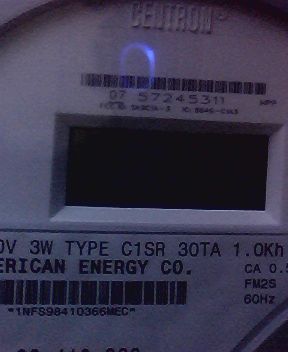 CENTRON
07 57245311
0V 3W TYPE C1SR 30TA 1.0Kh
ERICAN ENERGY CO.
CA 0.5
FM2S
60Hz
*1NFS98410366MEC*